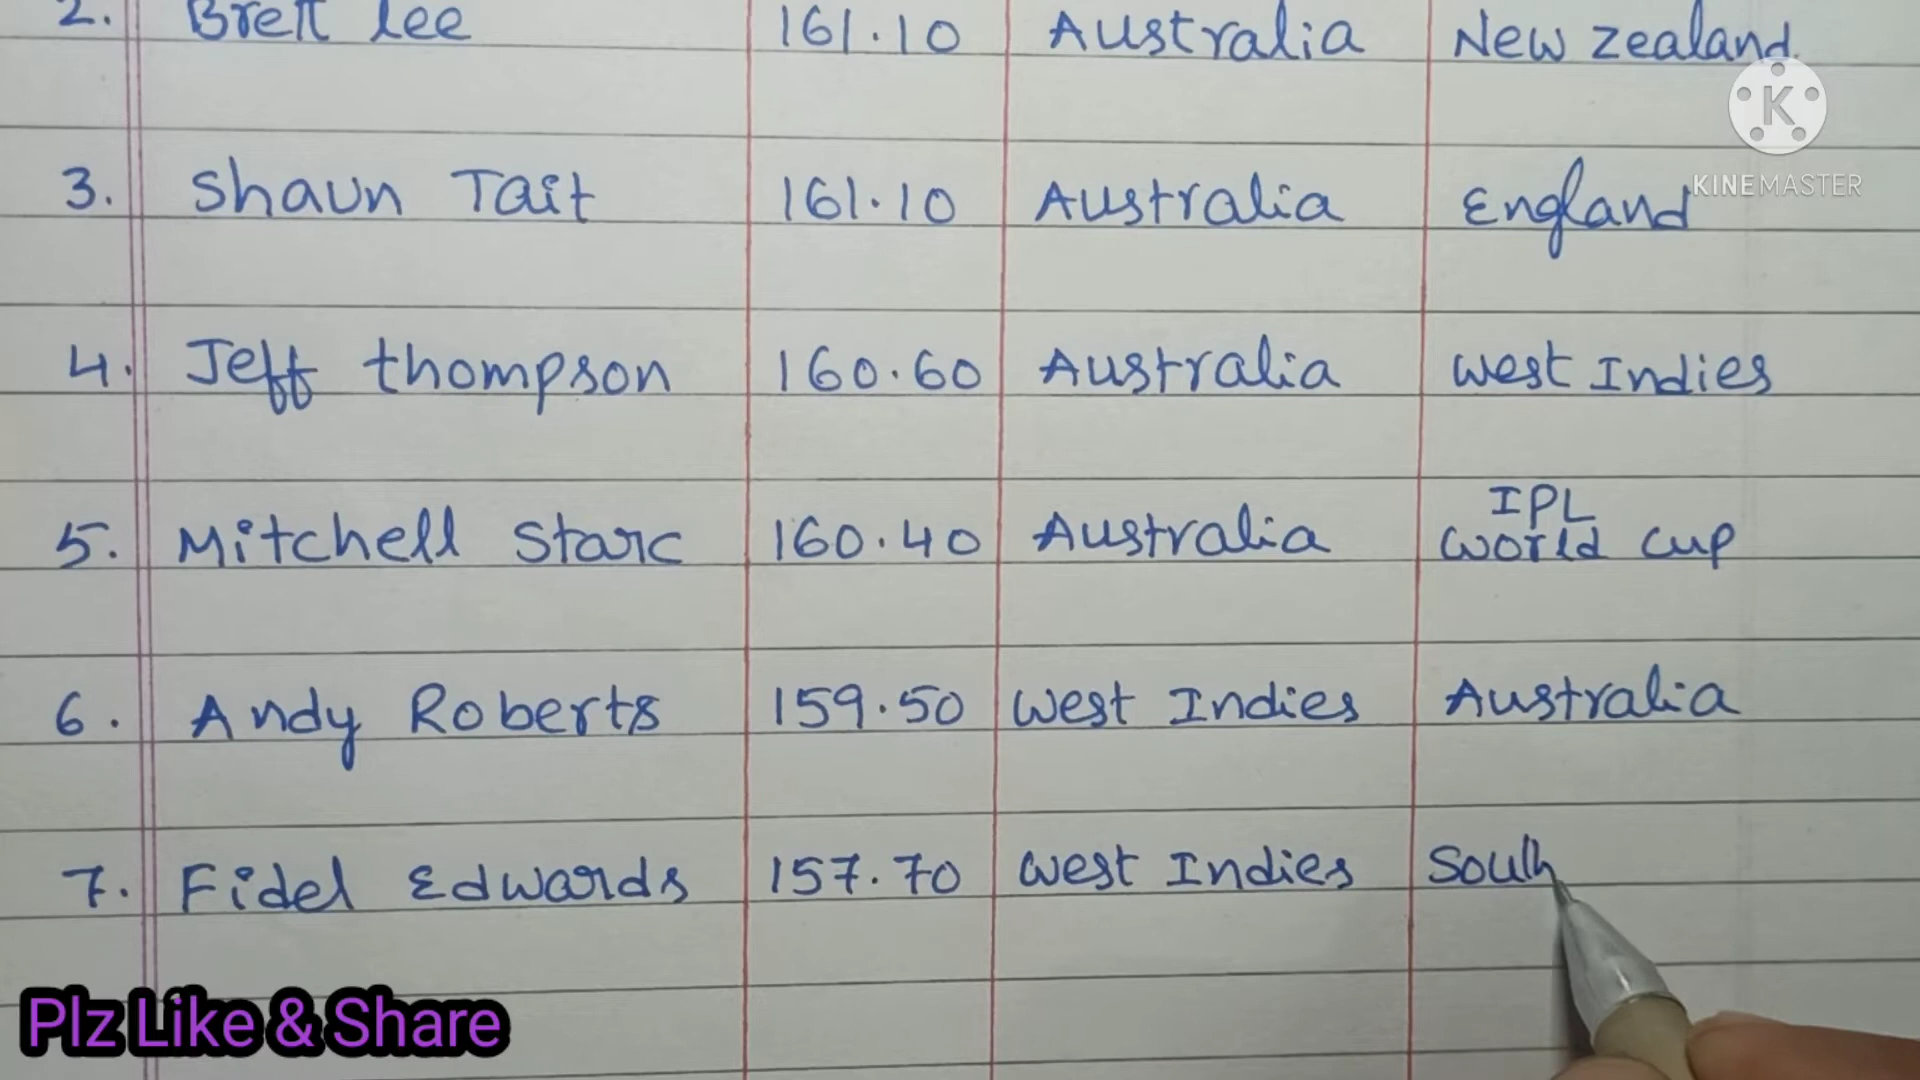 2. Brett Lee 161.10 Australia New zealand
3. Shaun Tait 161.10 Australia England
4. Jeff thompson 160.60 Australia West Indies
5. Mitchell Starc 160.40 Australia IPL
World Cup
6. Andy Roberts 159.50 West Indies Australia
7. Fidel Edwards 157.70 West Indies South
K
KINEMASTER
Plz Like & Share